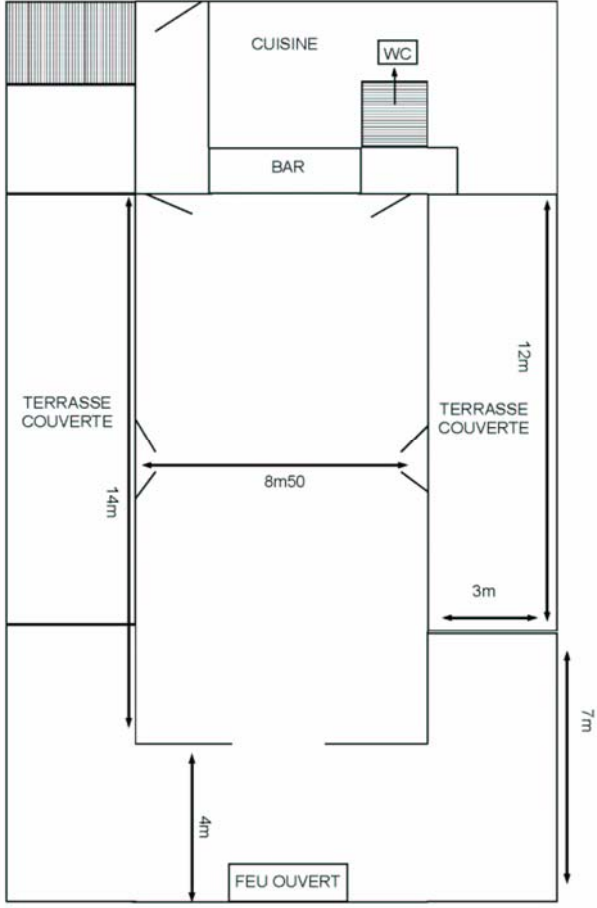 CUISINE
WC
BAR
12m
TERRASSE
COUVERTE
TERRASSE
COUVERTE
8m50
14m
3m
7m
4m
FEU OUVERT